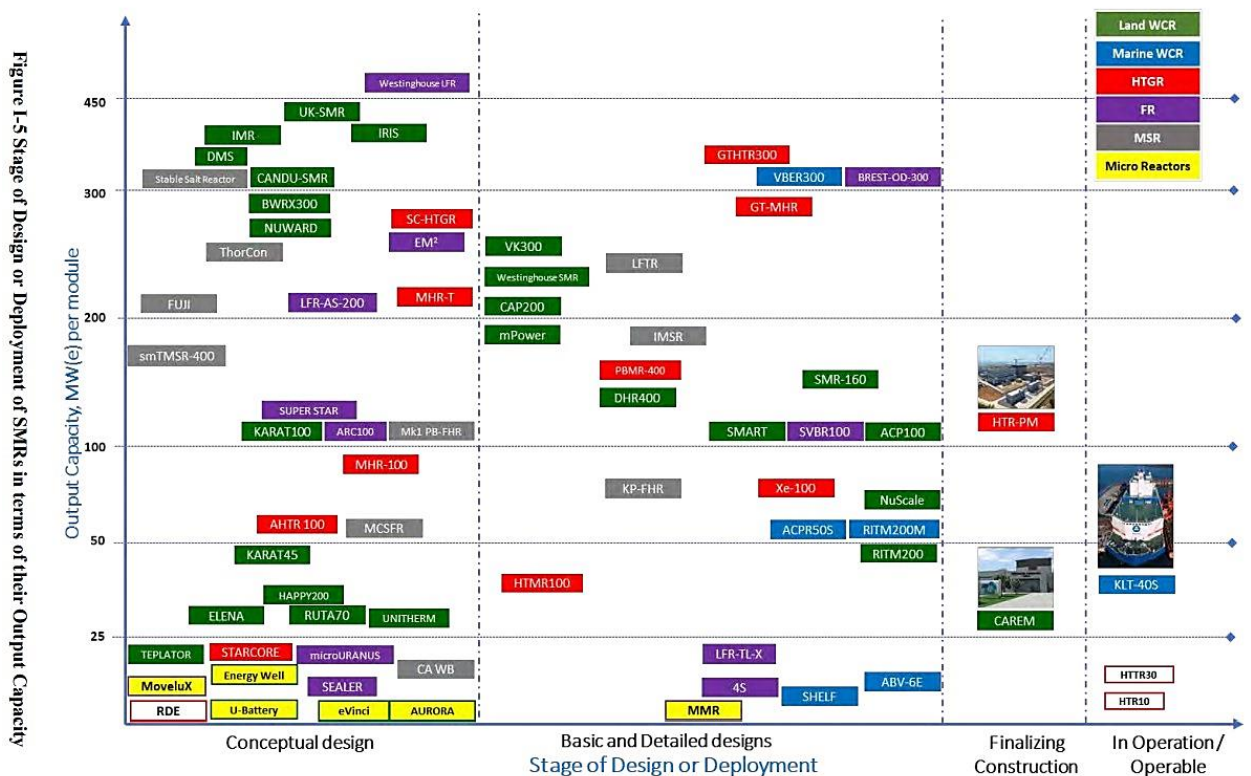 Figure I-5 Stage of Design or Deployment of SMRs in terms of their Output Capacity
Output Capacity, MW(e) per module
450
300
200
100
50
25
Land WCR
Marine WCR
HTGR
FR
MSR
Micro Reactors
Westinghouse LFR
UK-SMR
IMR
IRIS
DMS
Stable Salt Reactor
CANDU-SMR
BWRX300
SC-HTGR
NUWARD
EM²
ThorCon
FUJI
LFR-AS-200
MHR-T
smTMSR-400
SUPER STAR
KARAT100
ARC100
Mk1 PB-FHR
MHR-100
AHTR 100
MCSFR
KARAT45
HAPPY200
ELENA
RUTA70
UNITHERM
TEPLATOR
STARCORE
microURANUS
CA WB
Energy Well
MoveluX
SEALER
RDE
U-Battery
eVinci
AURORA
GTHTR300
VBER300
BREST-OD-300
GT-MHR
VK300
LFTR
Westinghouse SMR
CAP200
mPower
IMSR
PBMR-400
SMR-160
DHR400
SMART
SVBR100
ACP100
KP-FHR
Xe-100
NuScale
ACPR50S
RITM200M
RITM200
HTMR100
LFR-TL-X
4S
SHELF
ABV-6E
MMR
HTR-PM
CAREM
KLT-40S
HTTR30
HTR10
Conceptual design
Basic and Detailed designs
Finalizing
Construction
In Operation/
Operable
Stage of Design or Deployment